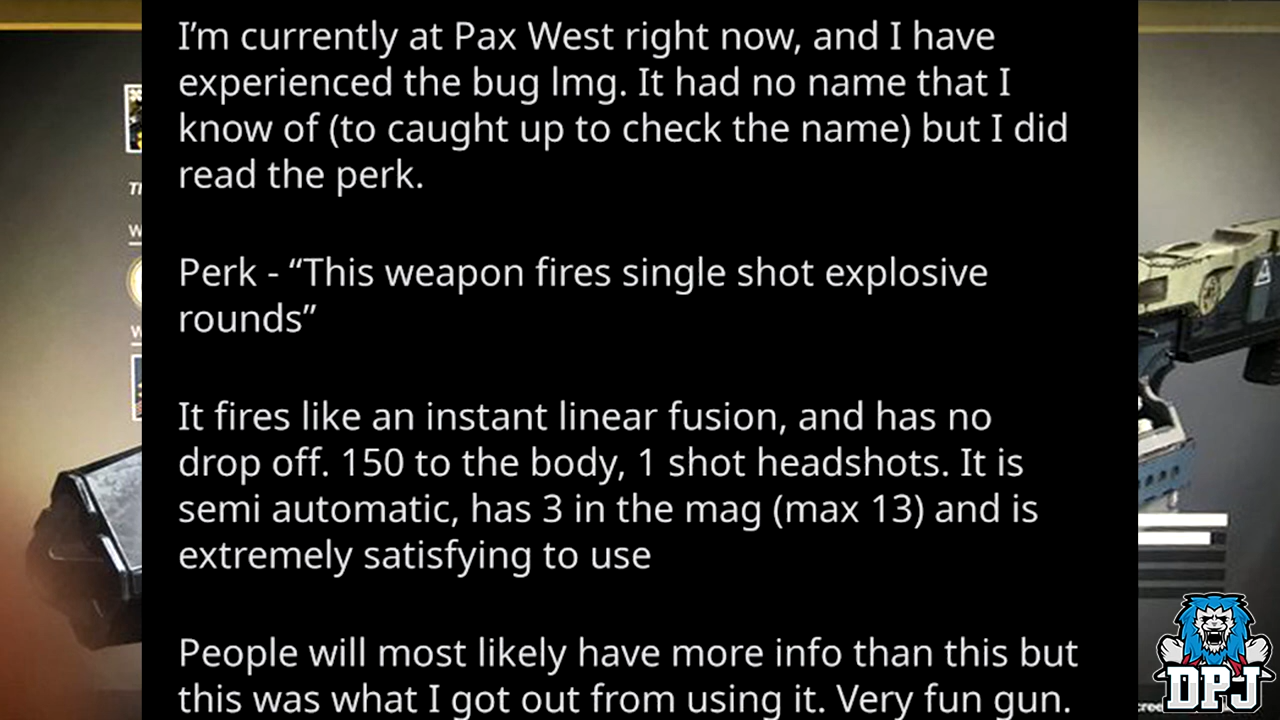 I'm currently at Pax West right now, and I have
experienced the bug lmg. It had no name that I
know of (to caught up to check the name) but I did
read the perk.
Perk - “This weapon fires single shot explosive
rounds”
It fires like an instant linear fusion, and has no
drop off. 150 to the body, 1 shot headshots. It is
semi automatic, has 3 in the mag (max 13) and is
extremely satisfying to use
People will most likely have more info than this but
this was what I got out from using it. Very fun gun.
DPJ